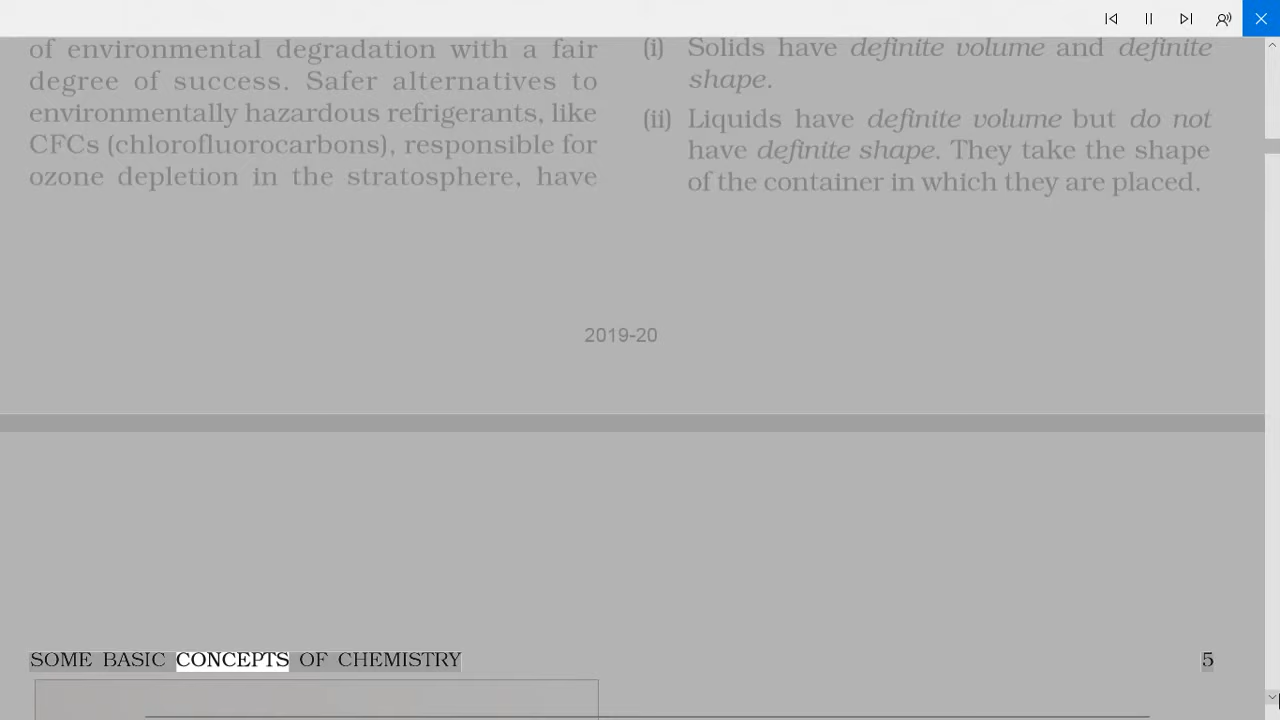 of environmental degradation with a fair
degree of success. Safer alternatives to
environmentally hazardous refrigerants, like
CFCs (chlorofluorocarbons), responsible for
ozone depletion in the stratosphere, have
(i) Solids have definite volume and definite
shape.
(ii) Liquids have definite volume but do not
have definite shape. They take the shape
of the container in which they are placed.
2019-20
SOME BASIC CONCEPTS OF CHEMISTRY 5